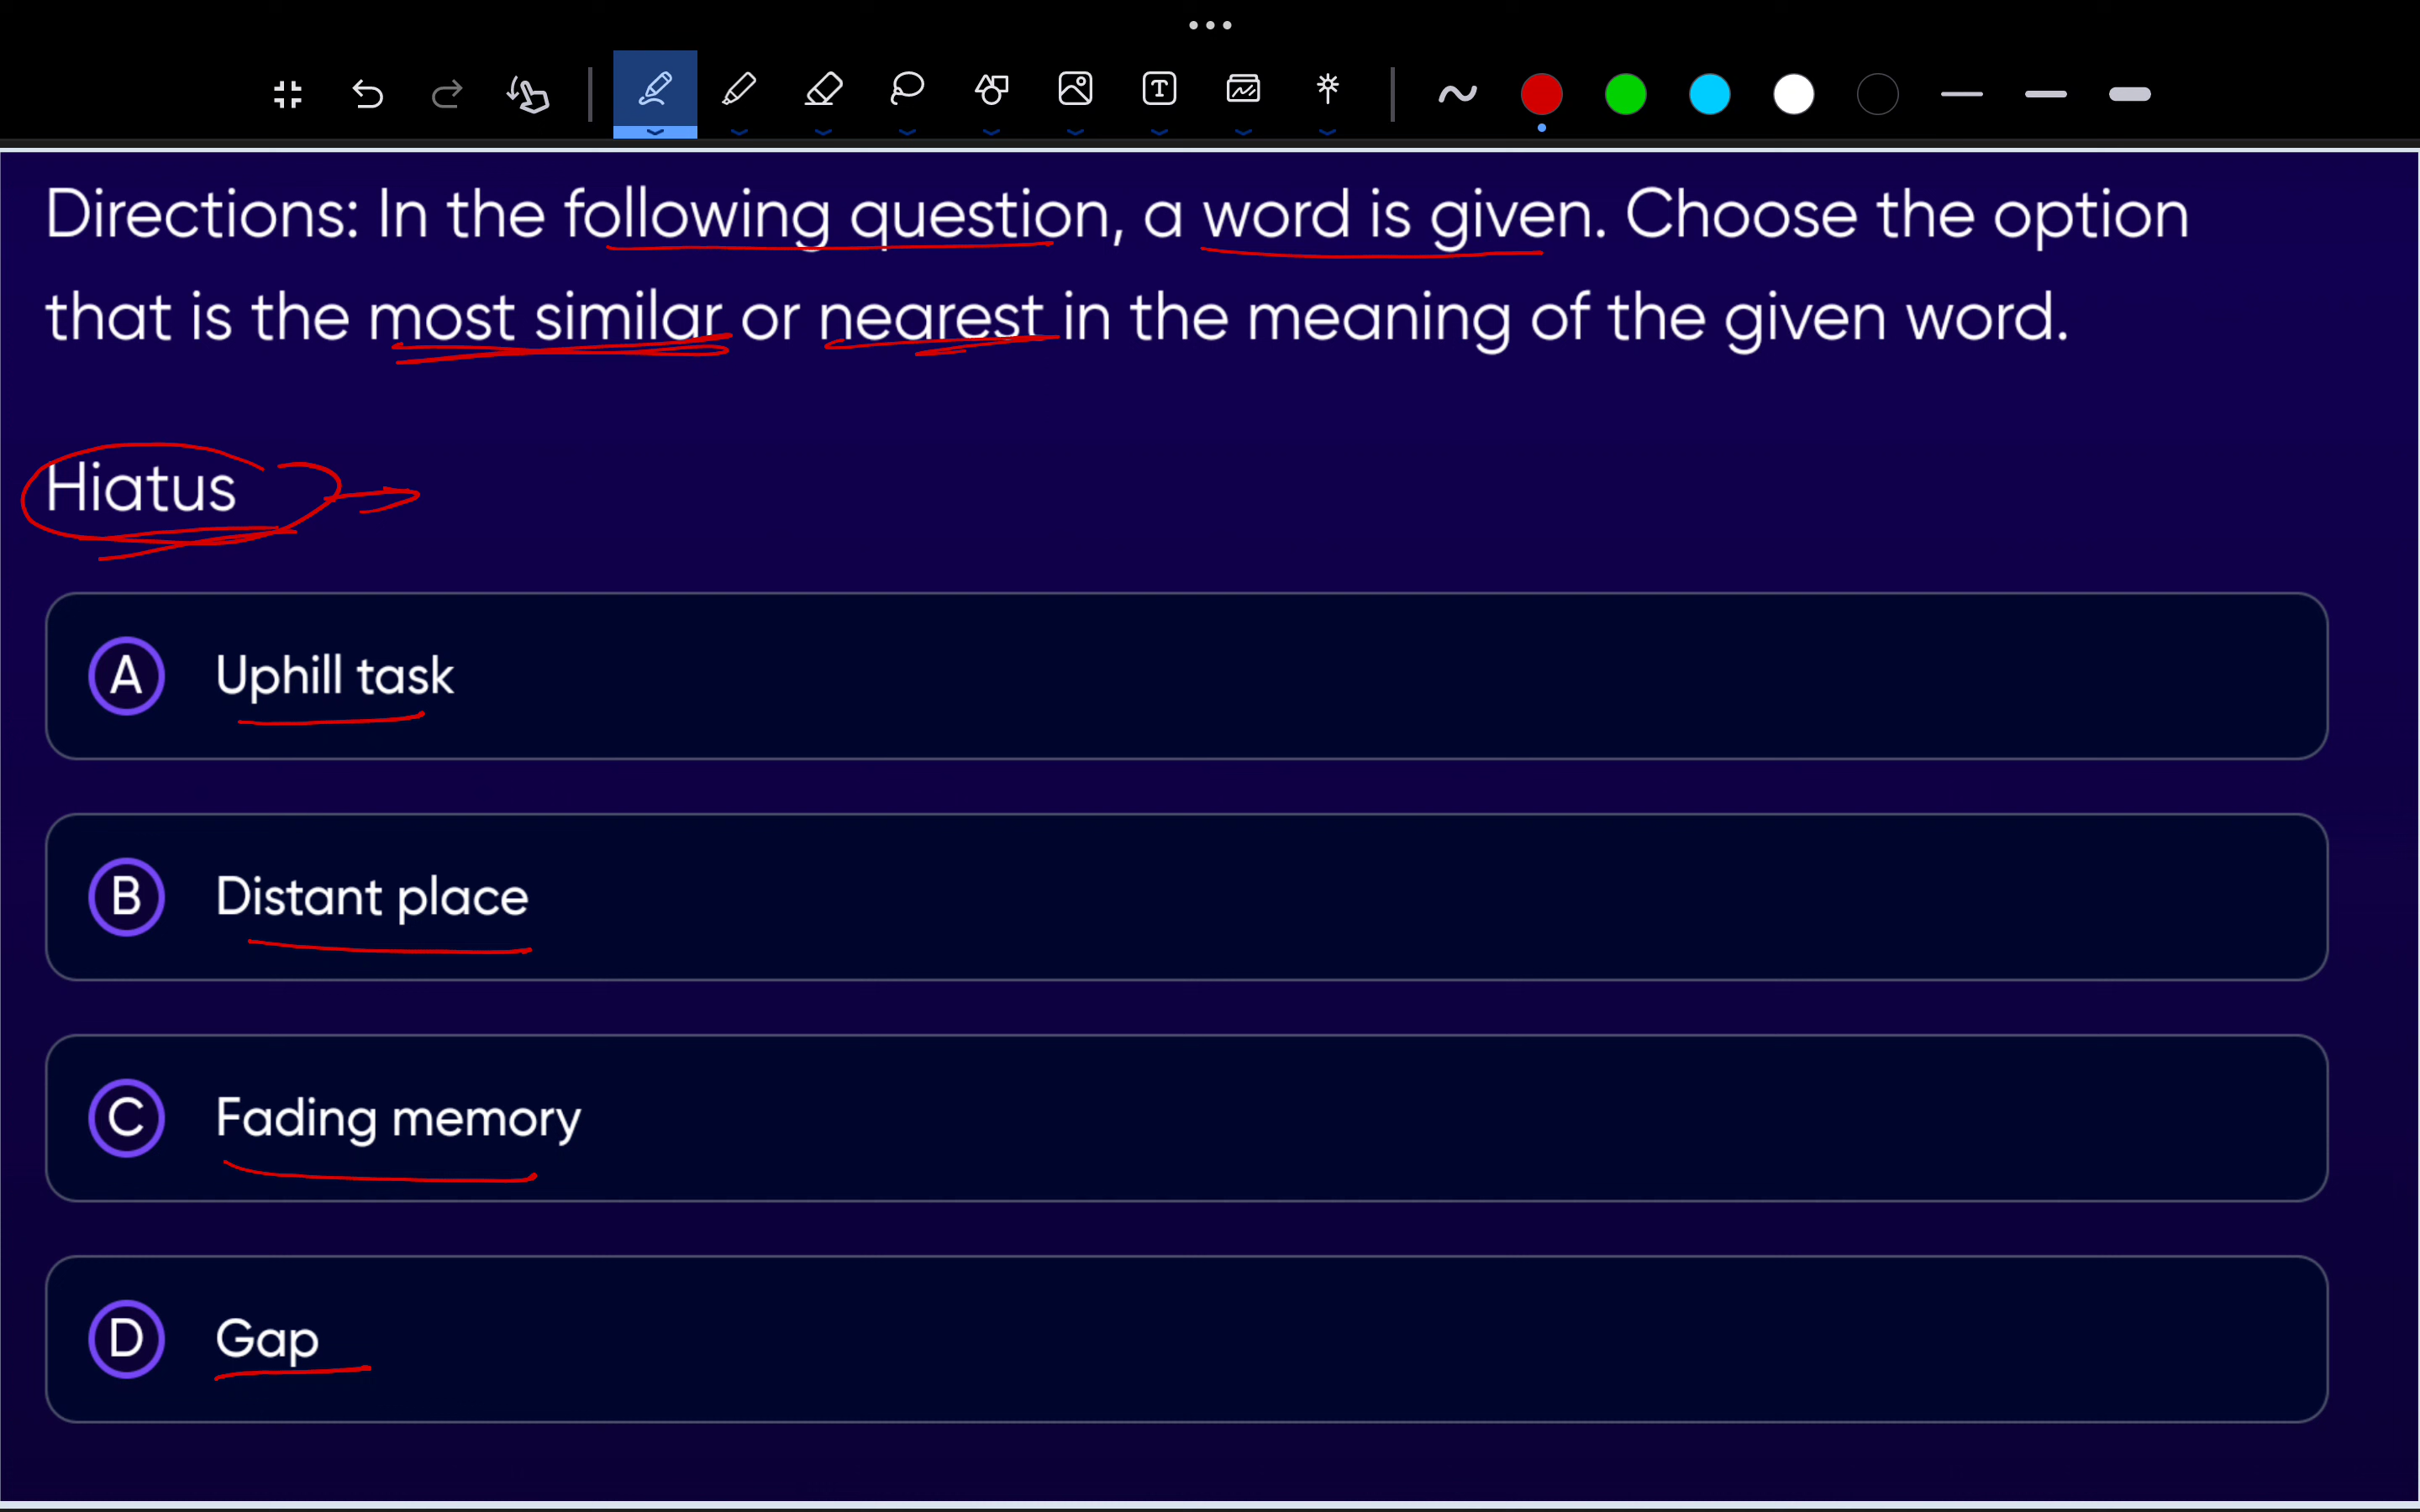 Directions: In the following question, a word is given. Choose the option
that is the most similar or nearest in the meaning of the given word.
Hiatus
A Uphill task
B Distant place
C Fading memory
D Gap